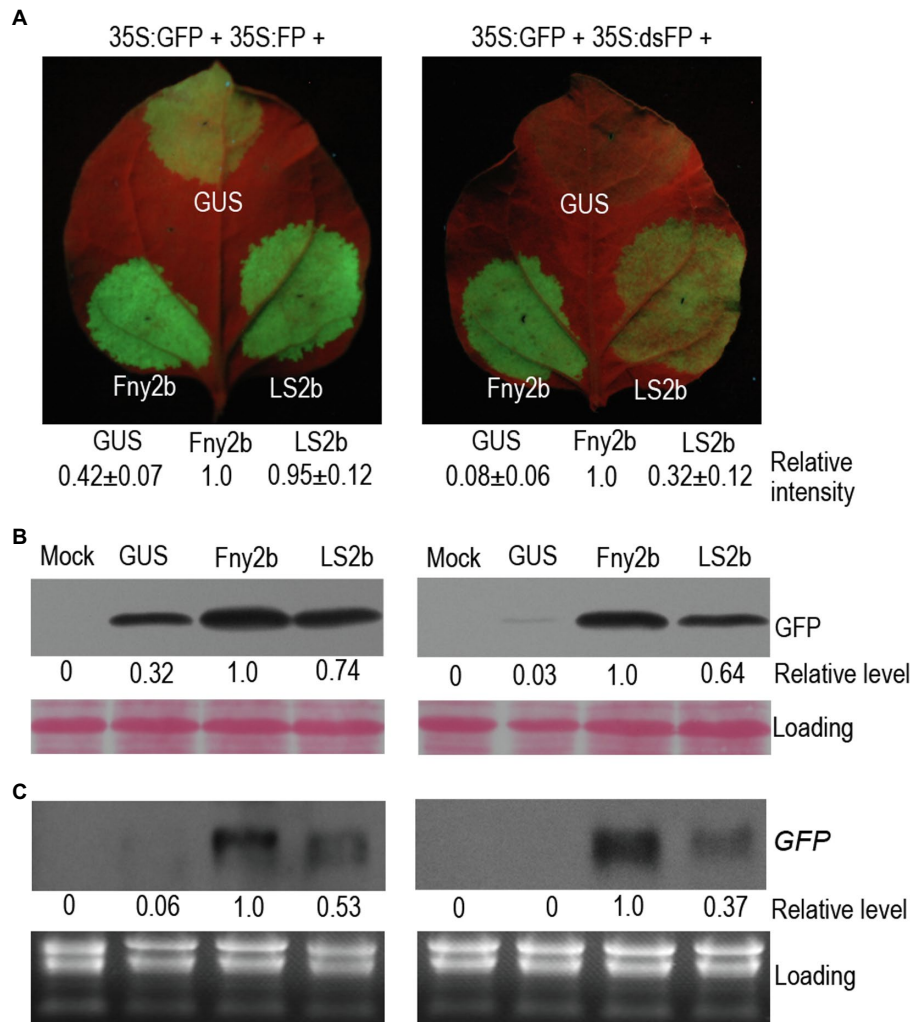 A
35S:GFP + 35S:FP +
35S:GFP + 35S:dsFP +
GUS
Fny2b
LS2b
GUS
Fny2b
LS2b
GUS Fny2b LS2b
0.42±0.07 1.0 0.95±0.12
GUS Fny2b LS2b
0.08±0.06 1.0 0.32±0.12
Relative
intensity
B
Mock GUS Fny2b LS2b
Mock GUS Fny2b LS2b
GFP
0 0.32 1.0 0.74
0 0.03 1.0 0.64
Relative level
Loading
C
GFP
0 0.06 1.0 0.53
0 0 1.0 0.37
Relative level
Loading